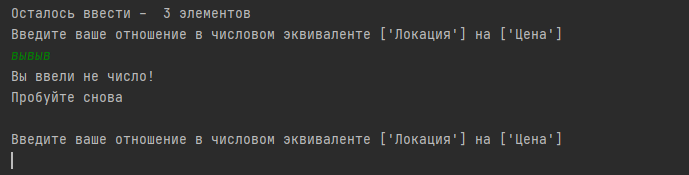 Осталось ввести -  3 элементов
Введите ваше отношение в числовом эквиваленте ['Локация'] на ['Цена']
вывыв
Вы ввели не число!
Пробуйте снова
Введите ваше отношение в числовом эквиваленте ['Локация'] на ['Цена']